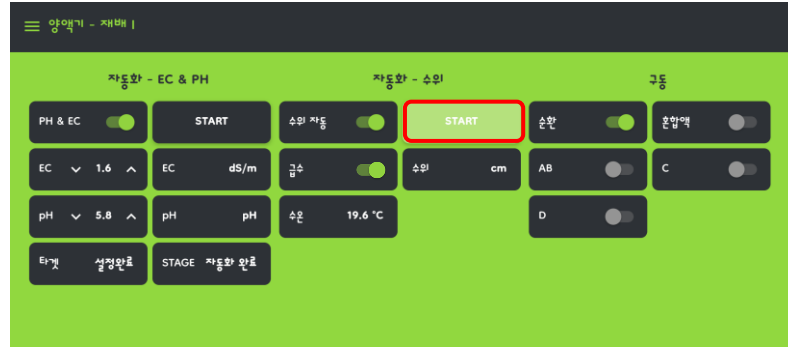 양액기 - 재배 |
자동화 - EC & PH
자동화 - 수위
구동
PH & EC
START
수위 자동
START
순환
혼합액
EC 1.6
EC dS/m
급수
수위 cm
AB
C
pH 5.8
pH pH
수온 19.6 °C
D
타겟 설정완료
STAGE 자동화 완료